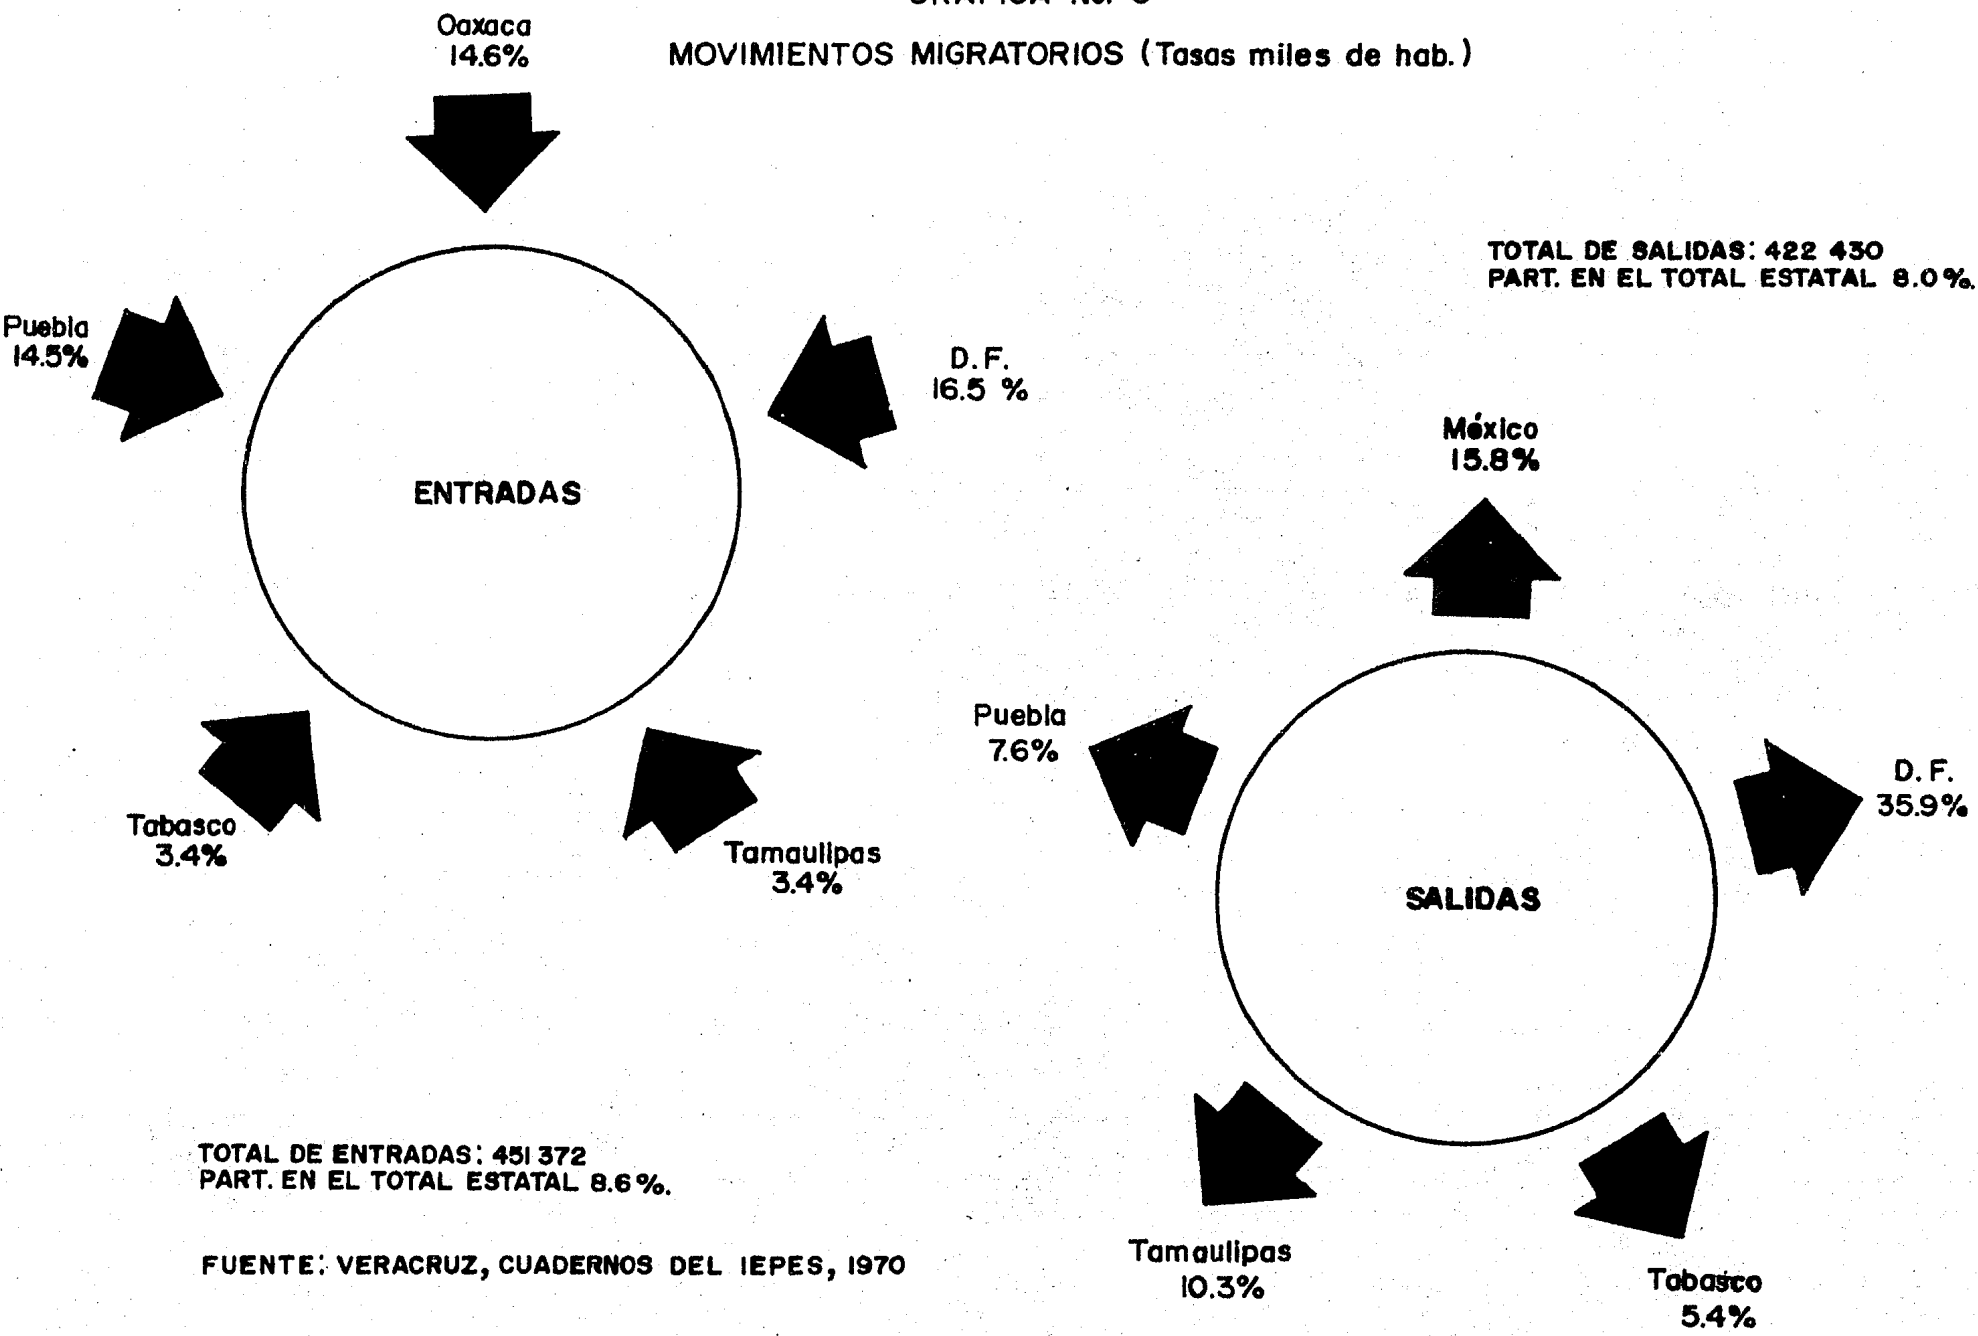 MOVIMIENTOS MIGRATORIOS (Tasas miles de hab.)
Oaxaca
14.6%
Puebla
14.5%
D.F.
16.5 %
ENTRADAS
Tabasco
3.4%
Tamaulipas
3.4%
TOTAL DE ENTRADAS: 451 372
PART. EN EL TOTAL ESTATAL 8.6%.
FUENTE: VERACRUZ, CUADERNOS DEL IEPES, 1970
TOTAL DE SALIDAS: 422 430
PART. EN EL TOTAL ESTATAL 8.0%.
México
15.8%
Puebla
7.6%
D.F.
35.9%
SALIDAS
Tamaulipas
10.3%
Tabasco
5.4%